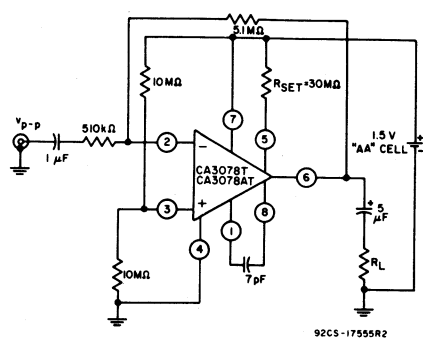 5.1MΩ
10MΩ
RSET=30MΩ
Vp-p
510kΩ
1 μF
7
5
1.5 V
"AA" CELL
+
-
2
-
CA3078T
CA3078AT
6
3
+
8
+
5
μF
4
1
7pF
10MΩ
RL
92CS-17555R2